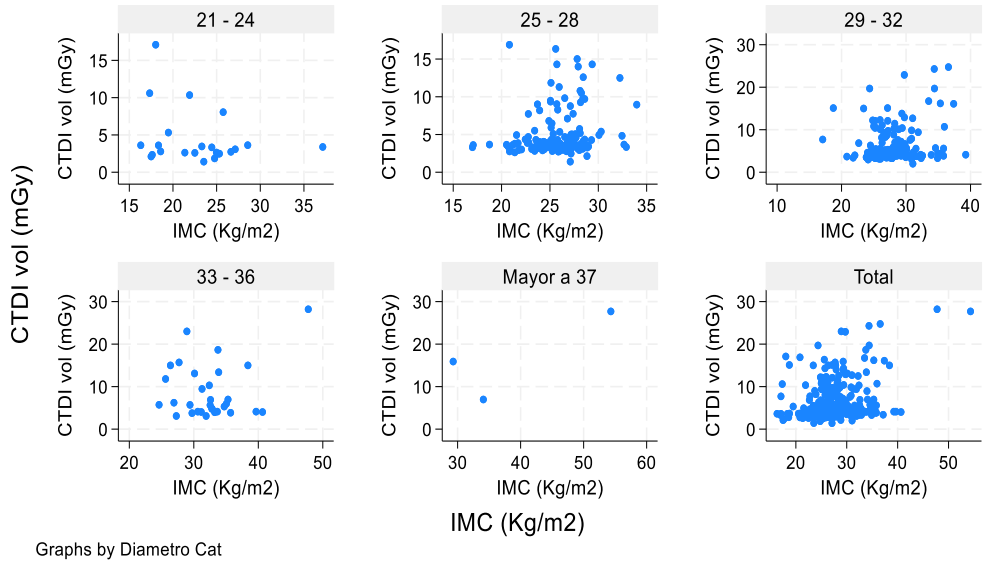 21 - 24
CTDI vol (mGy)
15
10
5
0
15 20 25 30 35
IMC (Kg/m2)
25 - 28
CTDI vol (mGy)
15
10
5
0
15 20 25 30 35
IMC (Kg/m2)
29 - 32
CTDI vol (mGy)
30
20
10
0
10 20 30 40
IMC (Kg/m2)
CTDI vol (mGy)
33 - 36
CTDI vol (mGy)
30
20
10
0
20 30 40 50
IMC (Kg/m2)
Mayor a 37
CTDI vol (mGy)
30
20
10
0
30 40 50 60
IMC (Kg/m2)
Total
CTDI vol (mGy)
30
20
10
0
20 30 40 50
IMC (Kg/m2)
IMC (Kg/m2)
Graphs by Diametro Cat